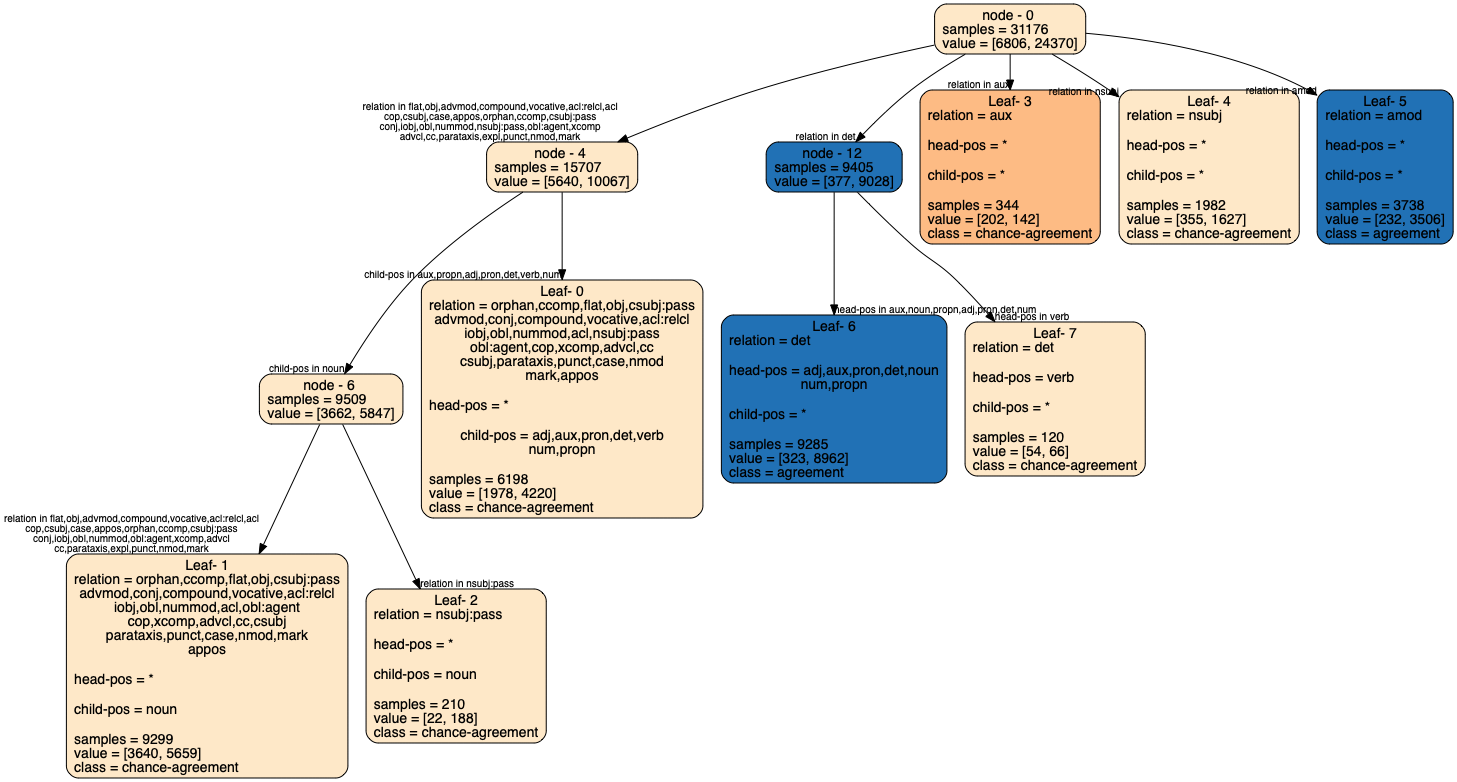 node - 0
samples = 31176
value = [6806, 24370]
relation in flat,obj,advmod,compound,vocative,acl:relcl,acl
cop,csubj,case,appos,orphan,ccomp,csubj:pass
conj,iobj,obl,nummod,nsubj:pass,obl:agent,xcomp
advcl,cc,parataxis,expl,punct,nmod,mark
node - 4
samples = 15707
value = [5640, 10067]
relation in det
node - 12
samples = 9405
value = [377, 9028]
relation in aux
Leaf- 3
relation = aux
head-pos = *
child-pos = *
samples = 344
value = [202, 142]
class = chance-agreement
relation in nsubj
Leaf- 4
relation = nsubj
head-pos = *
child-pos = *
samples = 1982
value = [355, 1627]
class = chance-agreement
relation in amod
Leaf- 5
relation = amod
head-pos = *
child-pos = *
samples = 3738
value = [232, 3506]
class = agreement
child-pos in noun
node - 6
samples = 9509
value = [3662, 5847]
child-pos in aux,propn,adj,pron,det,verb,num
Leaf- 0
relation = orphan,ccomp,flat,obj,csubj:pass
advmod,conj,compound,vocative,acl:relcl
iobj,obl,nummod,acl,nsubj:pass
obl:agent,cop,xcomp,advcl,cc
csubj,parataxis,punct,case,nmod
mark,appos
head-pos = *
child-pos = adj,aux,pron,det,verb
num,propn
samples = 6198
value = [1978, 4220]
class = chance-agreement
head-pos in aux,noun,propn,adj,pron,det,num
Leaf- 6
relation = det
head-pos = adj,aux,pron,det,noun
num,propn
child-pos = *
samples = 9285
value = [323, 8962]
class = agreement
head-pos in verb
Leaf- 7
relation = det
head-pos = verb
child-pos = *
samples = 120
value = [54, 66]
class = chance-agreement
relation in flat,obj,advmod,compound,vocative,acl:relcl,acl
cop,csubj,case,appos,orphan,ccomp,csubj:pass
conj,iobj,obl,nummod,obl:agent,xcomp,advcl
cc,parataxis,expl,punct,nmod,mark
Leaf- 1
relation = orphan,ccomp,flat,obj,csubj:pass
advmod,conj,compound,vocative,acl:relcl
iobj,obl,nummod,acl,obl:agent
cop,xcomp,advcl,cc,csubj
parataxis,punct,case,nmod,mark
appos
head-pos = *
child-pos = noun
samples = 9299
value = [3640, 5659]
class = chance-agreement
relation in nsubj:pass
Leaf- 2
relation = nsubj:pass
head-pos = *
child-pos = noun
samples = 210
value = [22, 188]
class = chance-agreement